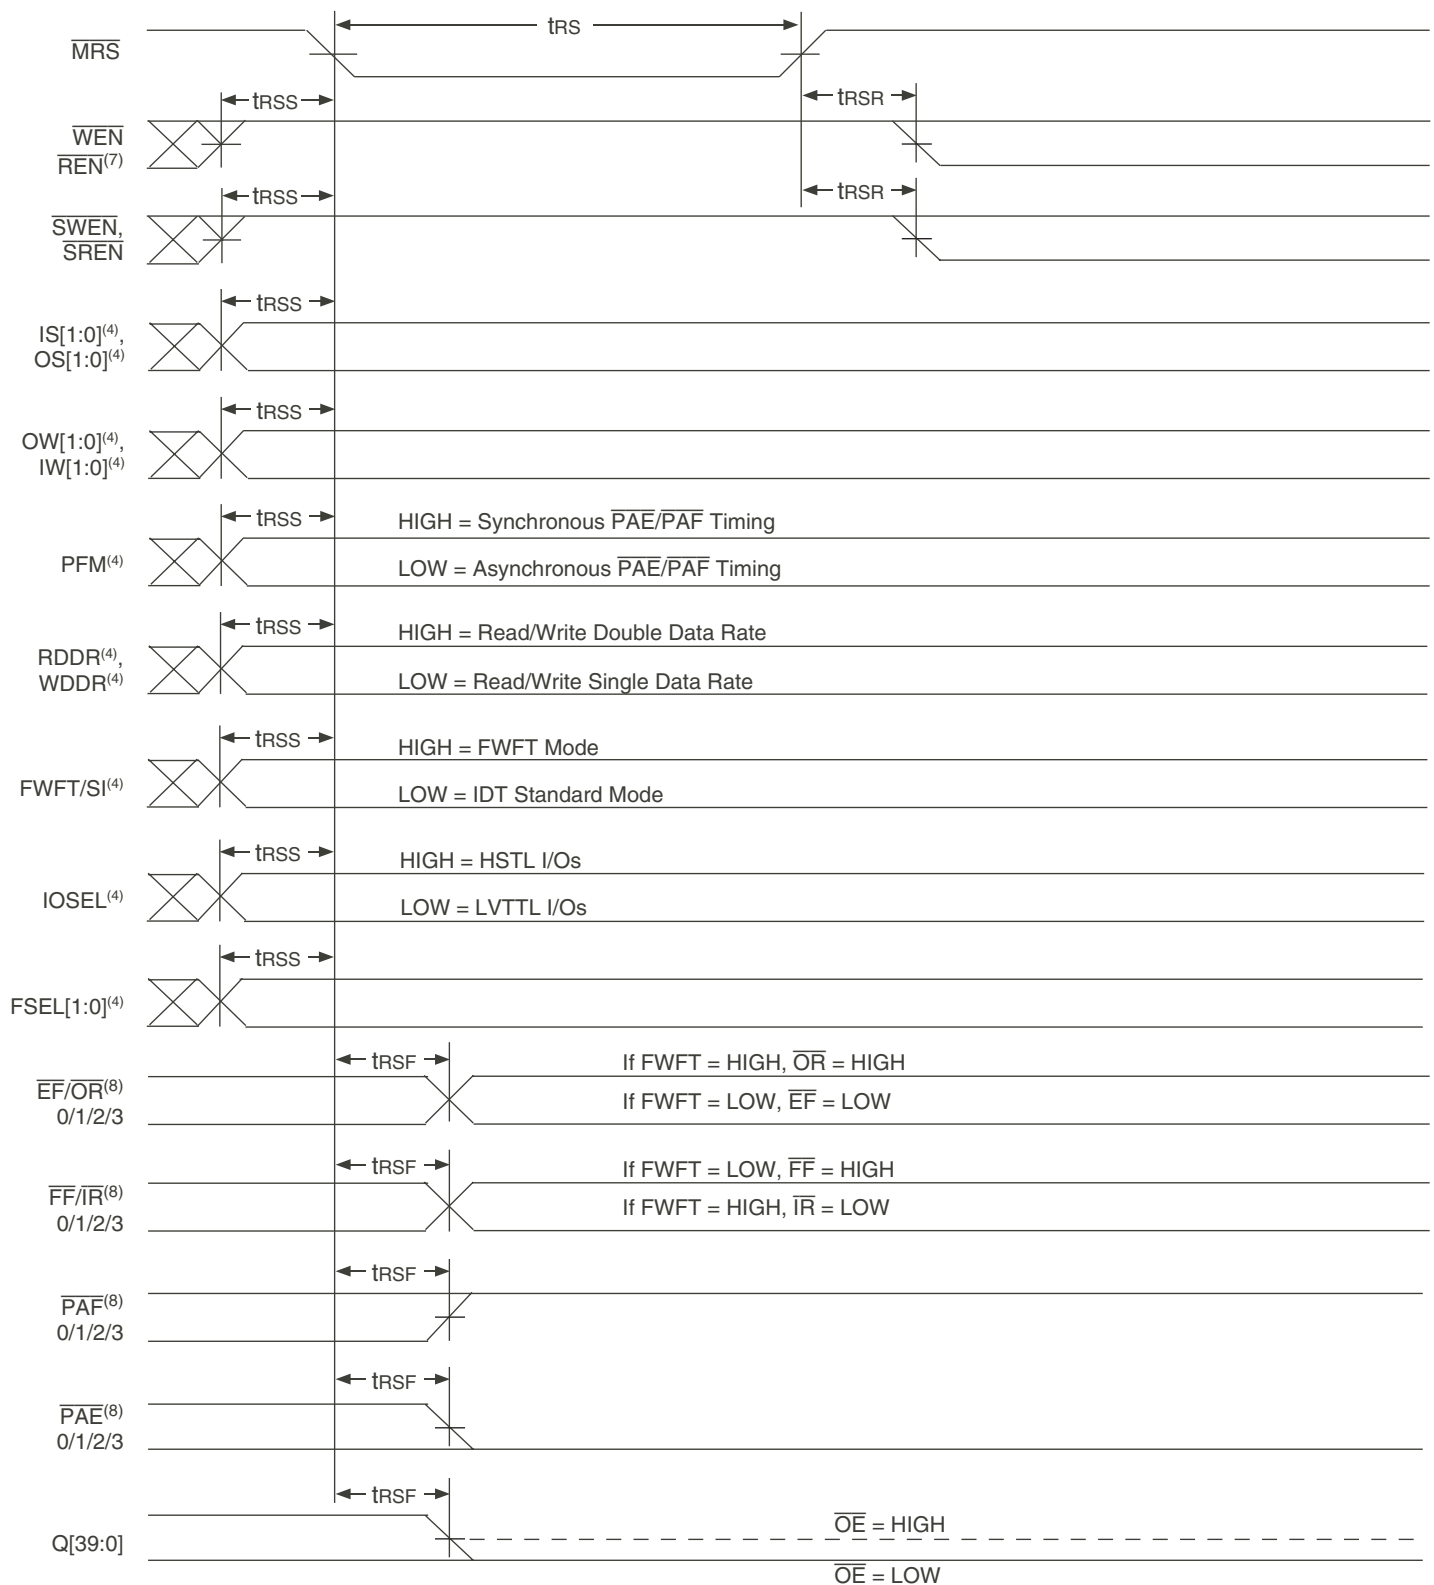 tRS
MRS
tRSS
tRSR
WEN
REN(7)
tRSS
tRSR
SWEN,
SREN
tRSS
IS[1:0](4),
OS[1:0](4)
tRSS
OW[1:0](4),
IW[1:0](4)
tRSS
HIGH = Synchronous PAE/PAF Timing
PFM(4)
LOW = Asynchronous PAE/PAF Timing
tRSS
HIGH = Read/Write Double Data Rate
RDDR(4),
WDDR(4)
LOW = Read/Write Single Data Rate
tRSS
HIGH = FWFT Mode
FWFT/SI(4)
LOW = IDT Standard Mode
tRSS
HIGH = HSTL I/Os
IOSEL(4)
LOW = LVTTL I/Os
tRSS
FSEL[1:0](4)
tRSF
If FWFT = HIGH, OR = HIGH
EF/OR(8)
0/1/2/3
If FWFT = LOW, EF = LOW
tRSF
If FWFT = LOW, FF = HIGH
FF/IR(8)
0/1/2/3
If FWFT = HIGH, IR = LOW
tRSF
PAF(8)
0/1/2/3
tRSF
PAE(8)
0/1/2/3
tRSF
OE = HIGH
Q[39:0]
OE = LOW